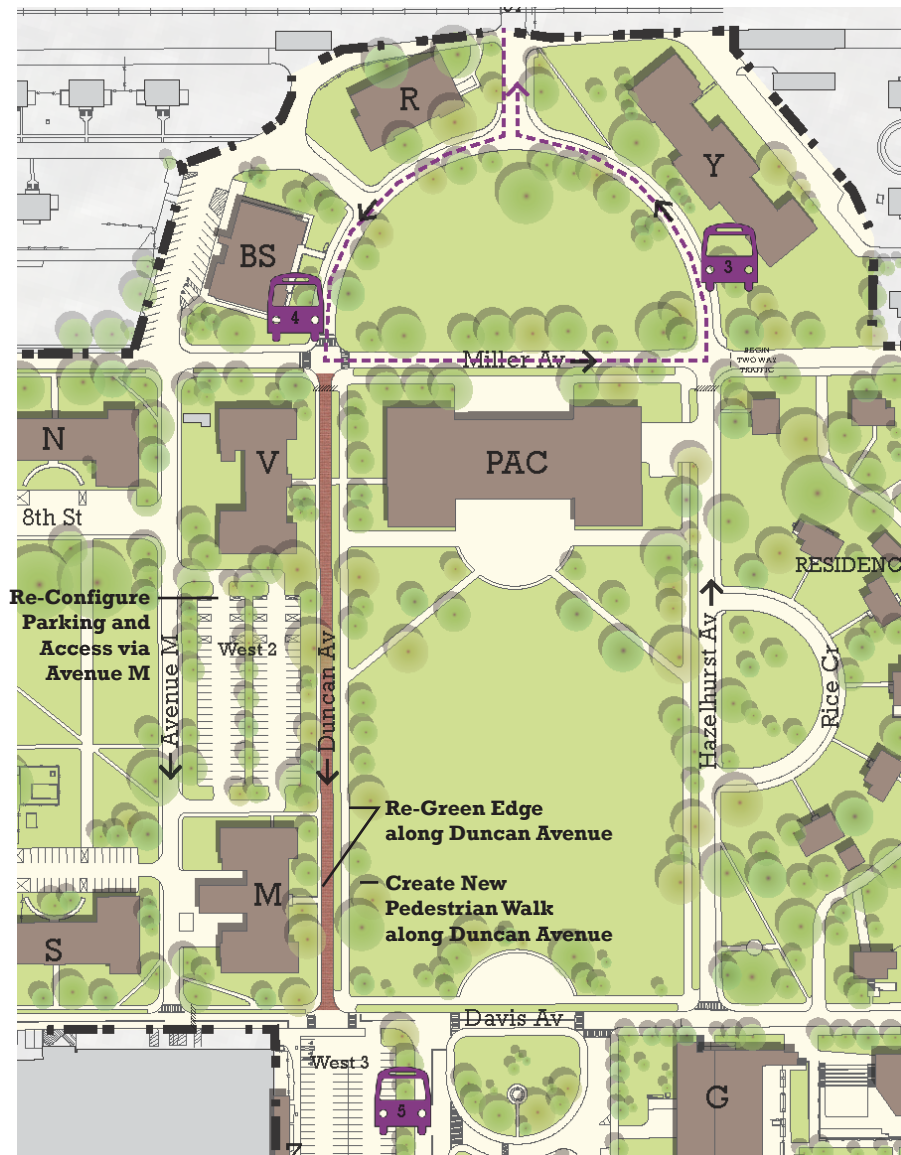 R
Y
BS
3
4
Miller Av
BEGIN
TWO WAY
TRAFFIC
N
V
PAC
8th St
RESIDENC
Re-Configure
Parking and
Access via
Avenue M
West 2
Avenue M
Duncan Av
Hazelhurst Av
Rice Cr
Re-Green Edge
along Duncan Avenue
Create New
Pedestrian Walk
along Duncan Avenue
M
S
Davis Av
West 3
5
G